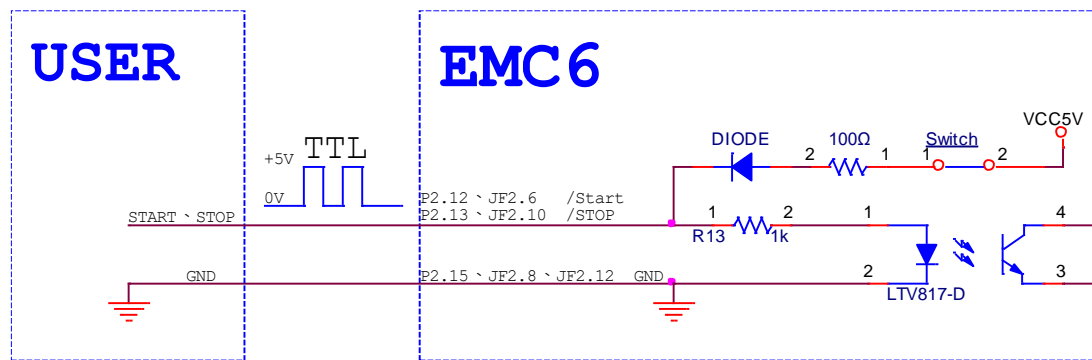 USER
EMC6
VCC5V
DIODE
100Ω
Switch
2
1
1
2
+5V TTL
0V
P2.12、JF2.6 /Start
P2.13、JF2.10 /STOP
START、STOP
1
2
1
4
R13
1k
GND
P2.15、JF2.8、JF2.12 GND
2
3
LTV817-D